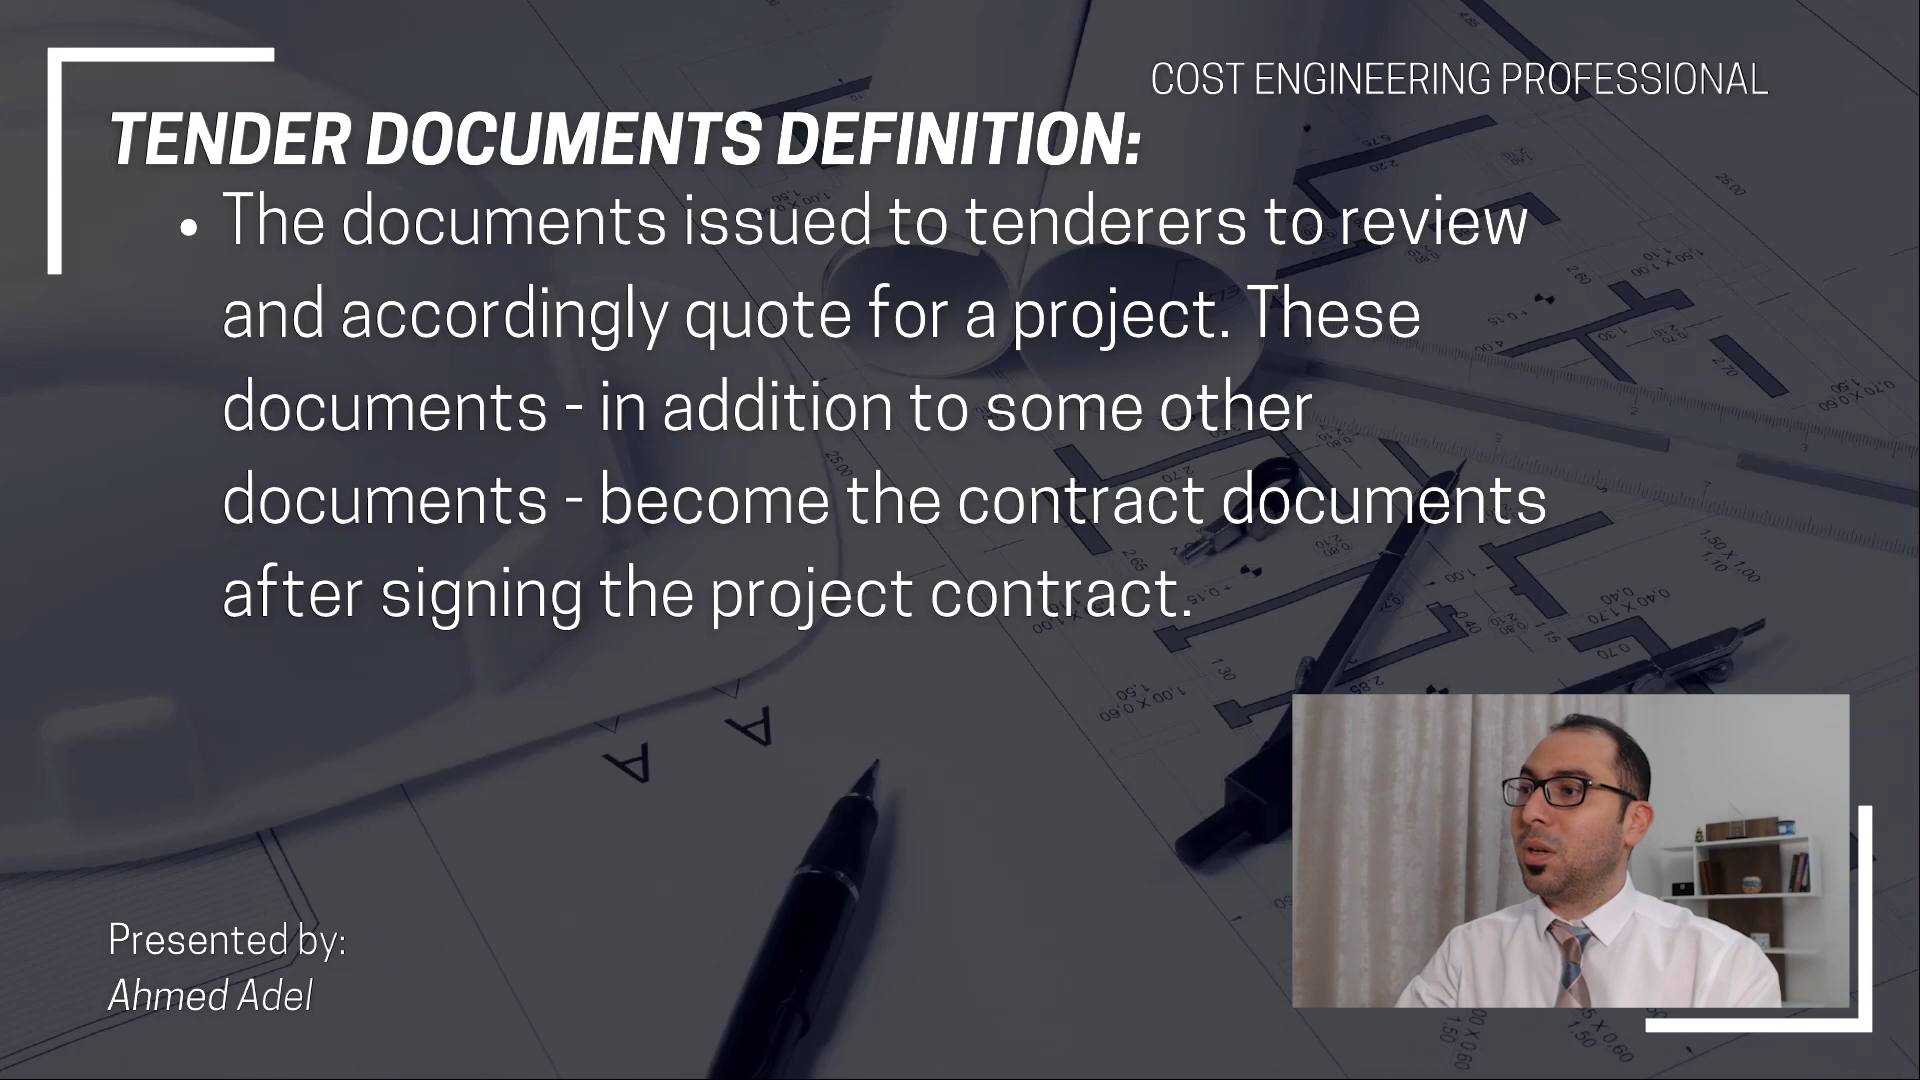 COST ENGINEERING PROFESSIONAL
TENDER DOCUMENTS DEFINITION:
• The documents issued to tenderers to review
and accordingly quote for a project. These
documents - in addition to some other
documents - become the contract documents
after signing the project contract.
Presented by:
Ahmed Adel